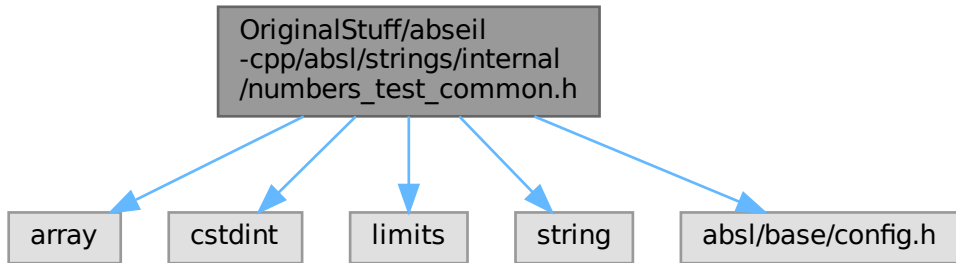 OriginalStuff/abseil
-cpp/absl/strings/internal
/numbers_test_common.h
array
cstdint
limits
string
absl/base/config.h